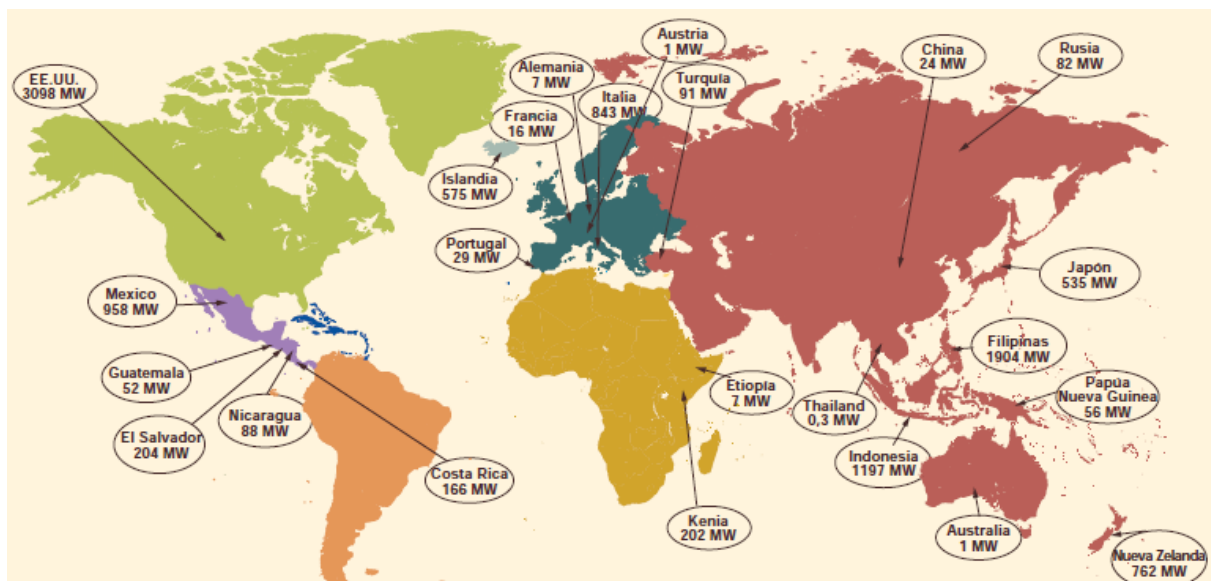 EE.UU.
3098 MW
Austria
1 MW
Alemania
7 MW
Italia
843 MW
Turquía
91 MW
China
24 MW
Rusia
82 MW
Francia
16 MW
Islandia
575 MW
Portugal
29 MW
Japón
535 MW
Mexico
958 MW
Filipinas
1904 MW
Guatemala
52 MW
Etiopía
7 MW
Thailand
0,3 MW
Papúa
Nueva Guinea
56 MW
Nicaragua
88 MW
El Salvador
204 MW
Indonesia
1197 MW
Costa Rica
166 MW
Kenia
202 MW
Australia
1 MW
Nueva Zelanda
762 MW